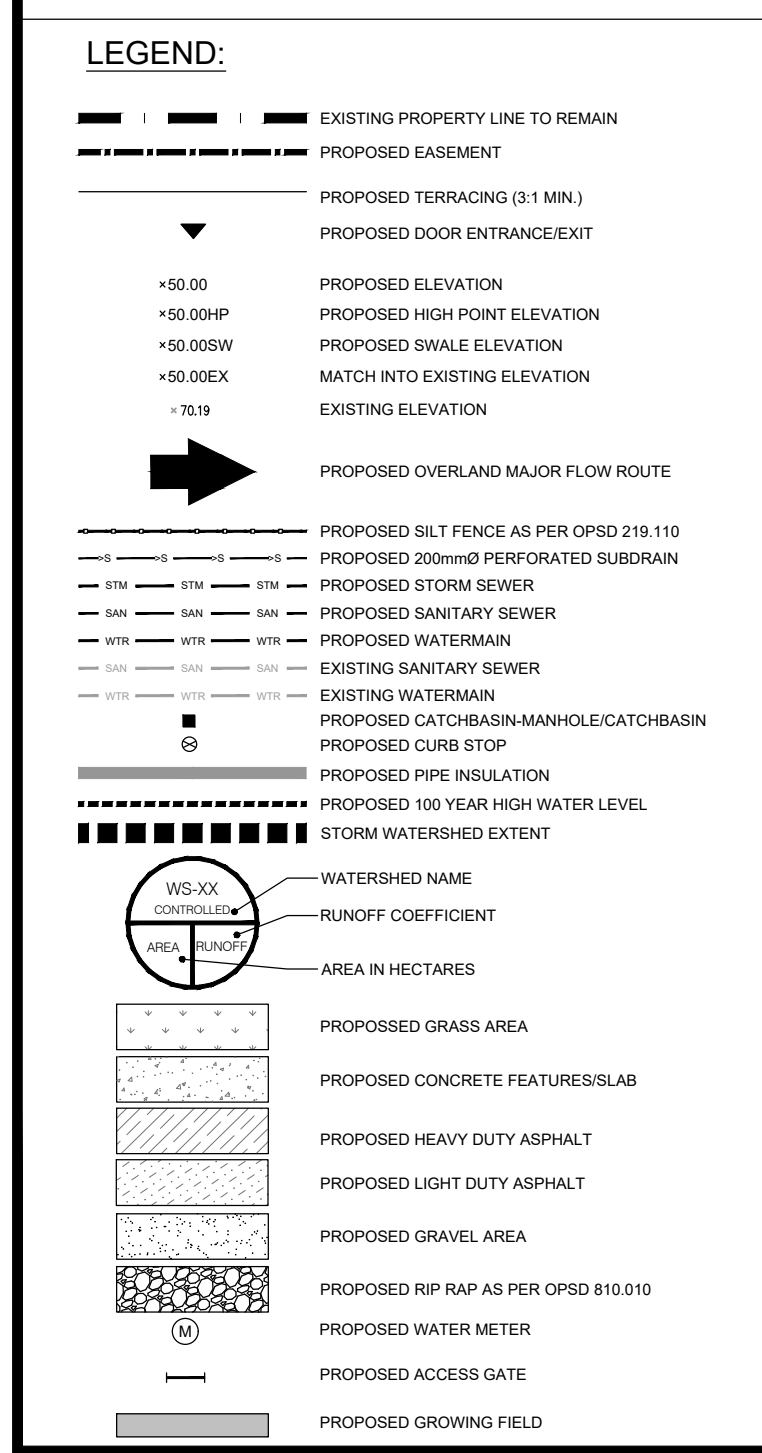 LEGEND:
EXISTING PROPERTY LINE TO REMAIN
PROPOSED EASEMENT
PROPOSED TERRACING (3:1 MIN.)
PROPOSED DOOR ENTRANCE/EXIT
×50.00 PROPOSED ELEVATION
×50.00HP PROPOSED HIGH POINT ELEVATION
×50.00SW PROPOSED SWALE ELEVATION
×50.00EX MATCH INTO EXISTING ELEVATION
×70.19 EXISTING ELEVATION
PROPOSED OVERLAND MAJOR FLOW ROUTE
PROPOSED SILT FENCE AS PER OPSD 219.110
>S >S >S >S PROPOSED 200mmØ PERFORATED SUBDRAIN
STM STM STM PROPOSED STORM SEWER
SAN SAN SAN PROPOSED SANITARY SEWER
WTR WTR WTR PROPOSED WATERMAIN
SAN SAN SAN EXISTING SANITARY SEWER
WTR WTR WTR EXISTING WATERMAIN
PROPOSED CATCHBASIN-MANHOLE/CATCHBASIN
PROPOSED CURB STOP
PROPOSED PIPE INSULATION
PROPOSED 100 YEAR HIGH WATER LEVEL
STORM WATERSHED EXTENT
WS-XX WATERSHED NAME
CONTROLLED RUNOFF COEFFICIENT
AREA RUNOFF
AREA IN HECTARES
PROPOSSED GRASS AREA
PROPOSED CONCRETE FEATURES/SLAB
PROPOSED HEAVY DUTY ASPHALT
PROPOSED LIGHT DUTY ASPHALT
PROPOSED GRAVEL AREA
PROPOSED RIP RAP AS PER OPSD 810.010
M PROPOSED WATER METER
PROPOSED ACCESS GATE
PROPOSED GROWING FIELD